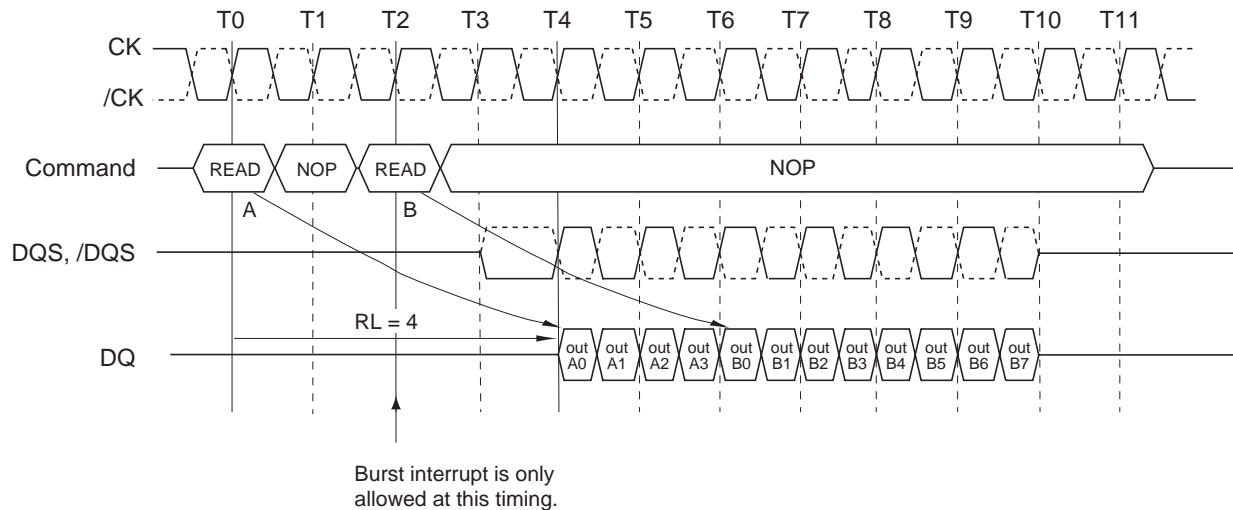 T0 T1 T2 T3 T4 T5 T6 T7 T8 T9 T10 T11
CK
/CK
Command READ NOP READ NOP
A B
DQS, /DQS
RL = 4
DQ
out out out out out out out out out out out out
A0 A1 A2 A3 B0 B1 B2 B3 B4 B5 B6 B7
Burst interrupt is only
allowed at this timing.